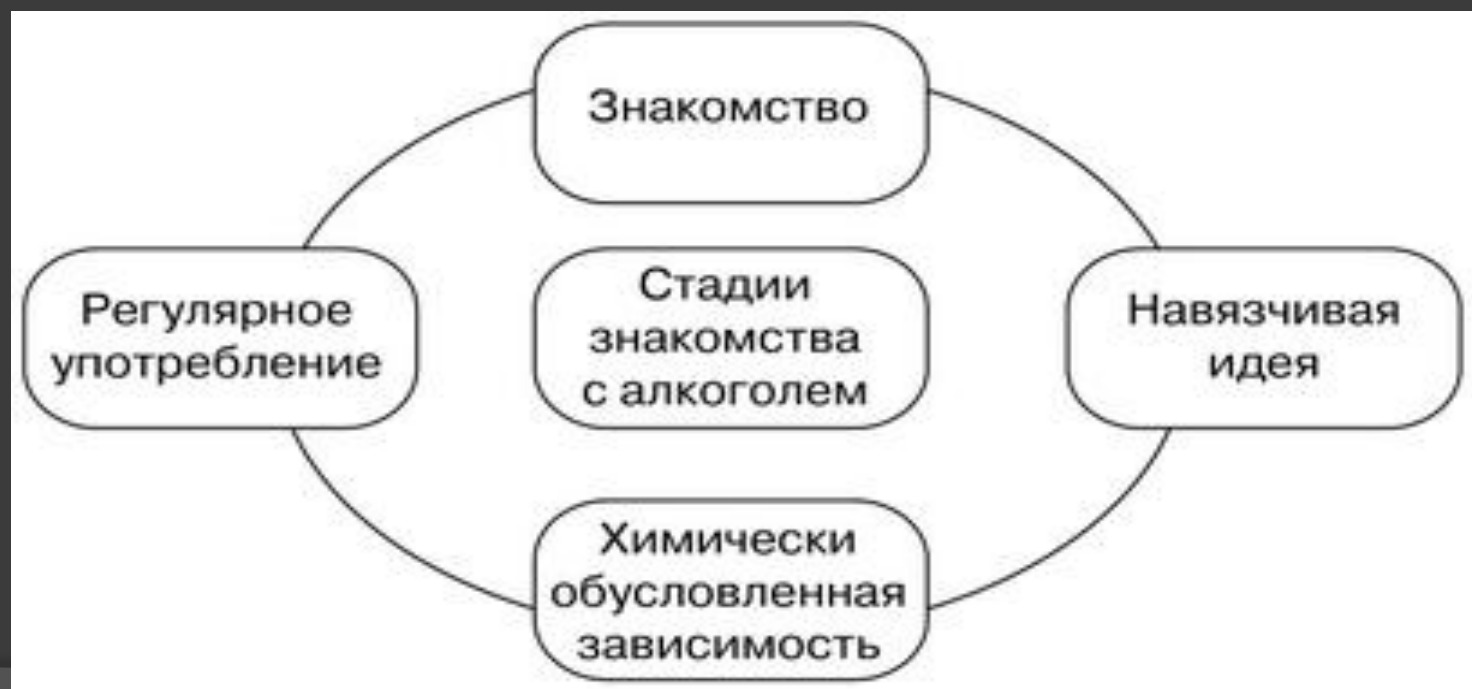 Знакомство
Регулярное
употребление
Стадии
знакомства
с алкоголем
Навязчивая
идея
Химически
обусловленная
зависимость